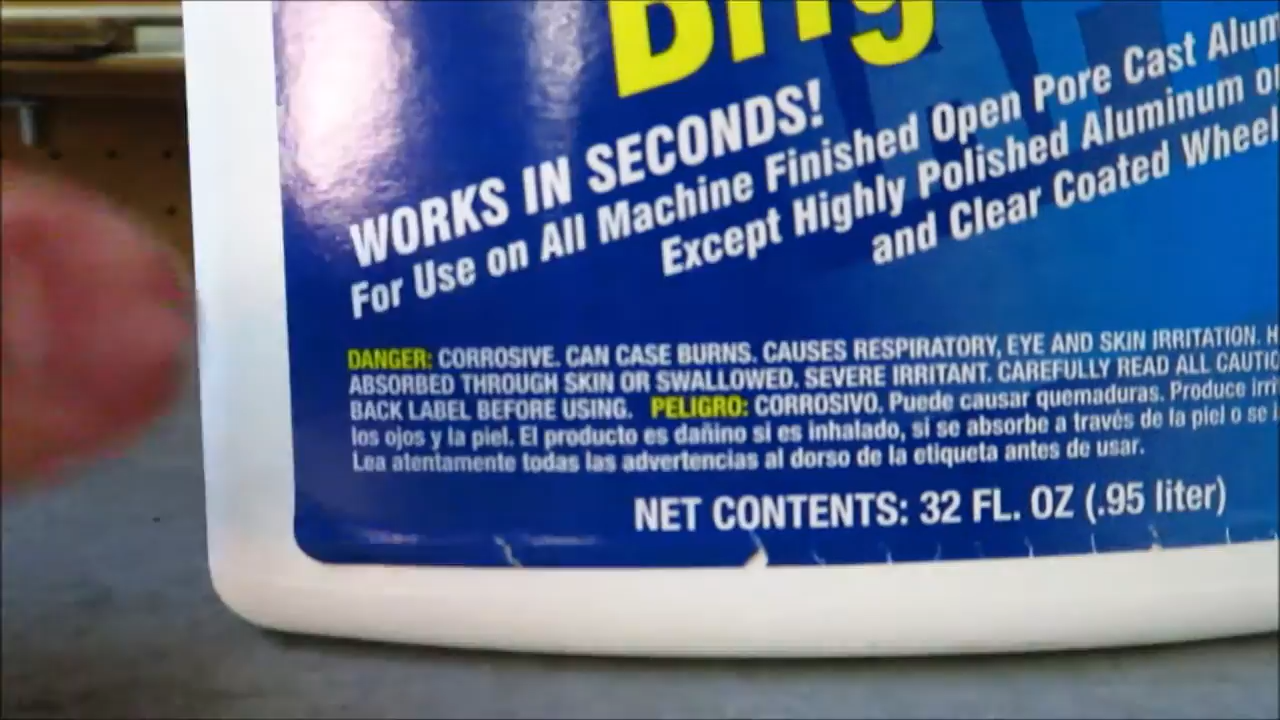 WORKS IN SECONDS!
For Use on All Machine Finished Open Pore Cast
Except Highly Polished Aluminum
and Clear Coated
DANGER: CORROSIVE. CAN CASE BURNS. CAUSES RESPIRATORY, EYE AND SKIN IRRITATION.
ABSORBED THROUGH SKIN OR SWALLOWED. SEVERE IRRITANT. CAREFULLY READ ALL
BACK LABEL BEFORE USING. PELIGRO: CORROSIVO. Puede causar quemaduras. Produce
los ojos y la piel. El producto es dañino si es inhalado, si se absorbe a través de la piel o se
Lea atentamente todas las advertencias al dorso de la etiqueta antes de usar.
NET CONTENTS: 32 FL. OZ (.95 liter)